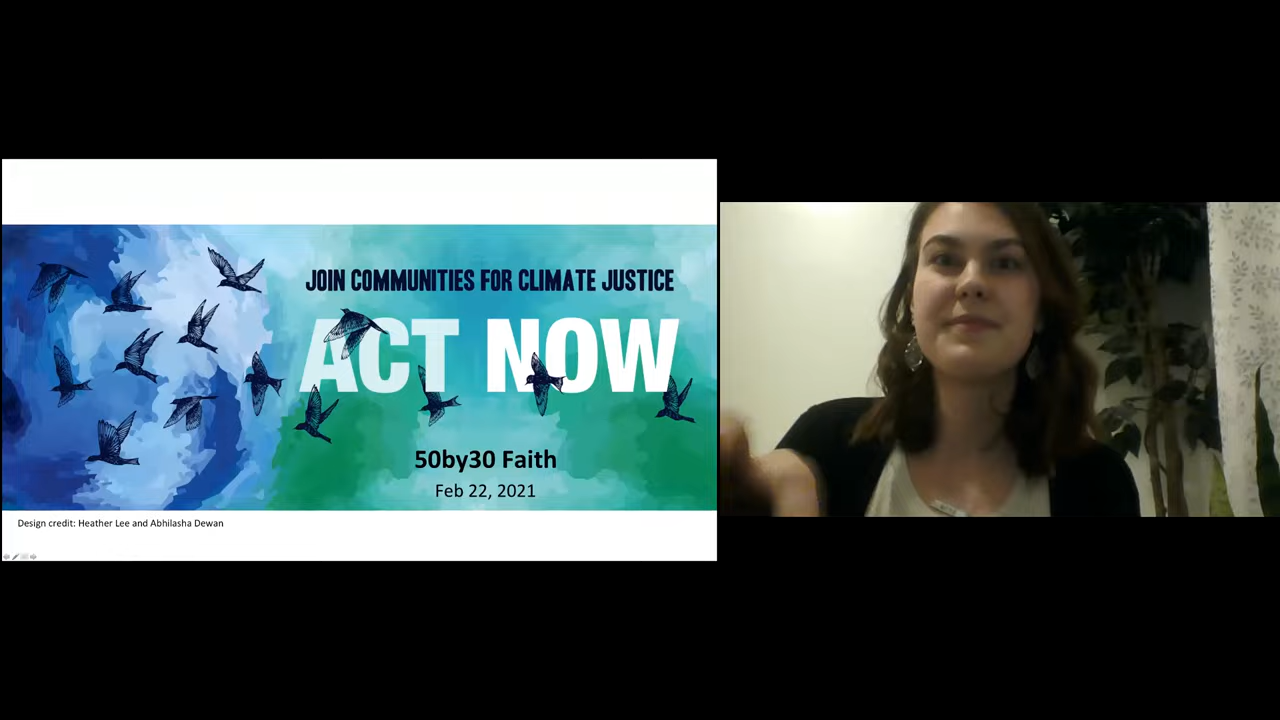 JOIN COMMUNITIES FOR CLIMATE JUSTICE
ACT NOW
50by30 Faith
Feb 22, 2021
Design credit: Heather Lee and Abhilasha Dewan